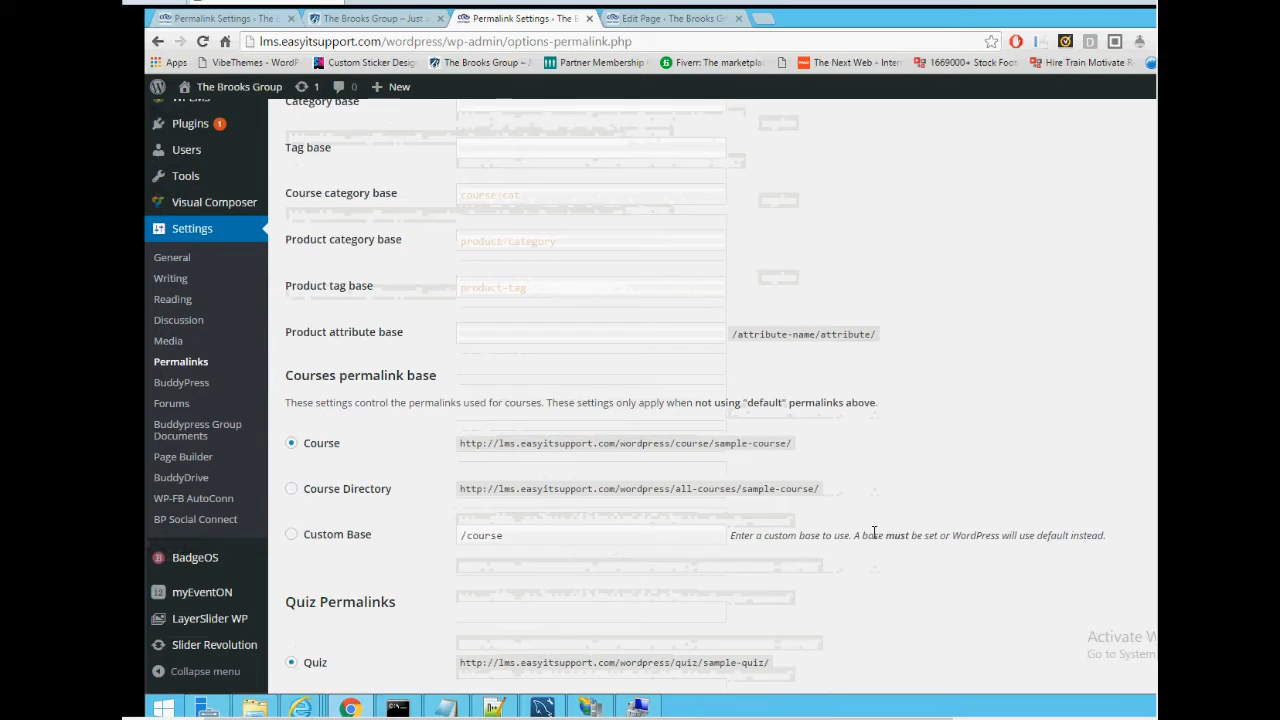 Permalink Settings ‹ The E
The Brooks Group – Just a
Permalink Settings ‹ The B
Edit Page ‹ The Brooks Gr
lms.easyitsupport.com/wordpress/wp-admin/options-permalink.php
Apps
VibeThemes - WordP
Custom Sticker Desig
The Brooks Group –
Partner Membership
Fiverr: The marketplac
The Next Web - Intern
1669000+ Stock Foot
Hire Train Motivate R
The Brooks Group
1
0
New
WPLMS
Plugins 1
Users
Tools
Visual Composer
Settings
General
Writing
Reading
Discussion
Media
Permalinks
BuddyPress
Forums
Buddypress Group
Documents
Page Builder
BuddyDrive
WP-FB AutoConn
BP Social Connect
BadgeOS
myEventON
LayerSlider WP
Slider Revolution
Collapse menu
Category base
Tag base
Course category base
course-cat
Product category base
product-category
Product tag base
product-tag
Product attribute base
/attribute-name/attribute/
Courses permalink base
These settings control the permalinks used for courses. These settings only apply when not using "default" permalinks above.
Course
http://lms.easyitsupport.com/wordpress/course/sample-course/
Course Directory
http://lms.easyitsupport.com/wordpress/all-courses/sample-course/
Custom Base
/course
Enter a custom base to use. A base must be set or WordPress will use default instead.
Quiz Permalinks
Quiz
http://lms.easyitsupport.com/wordpress/quiz/sample-quiz/
Activate W
Go to System